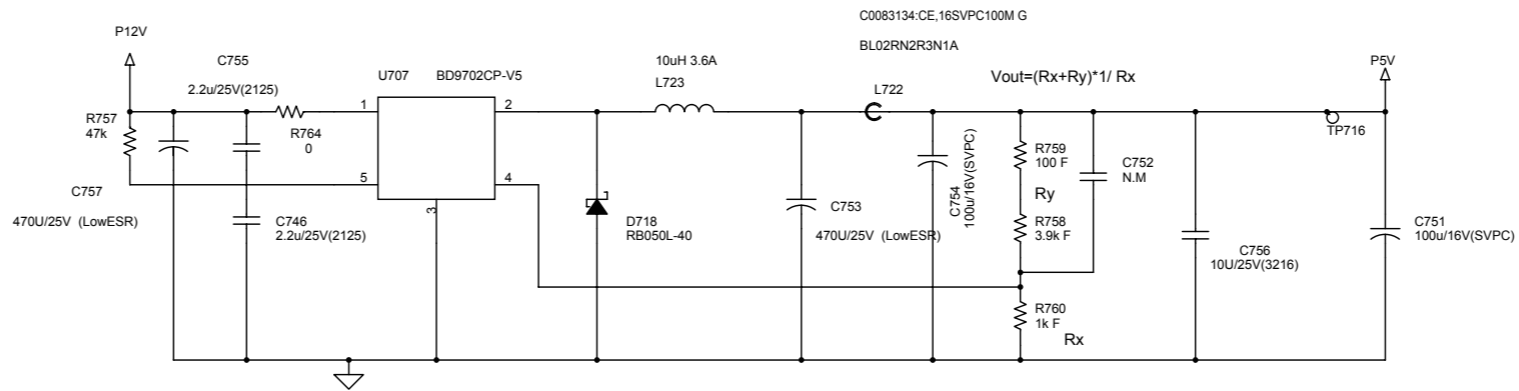 C0083134:CE,16SVPC100M G
BL02RN2R3N1A
P12V
C755
2.2u/25V(2125)
U707
BD9702CP-V5
10uH 3.6A
L723
L722
Vout=(Rx+Ry)*1/ Rx
P5V
R757
47k
1
2
R764
0
TP716
5
4
3
R759
100 F
C752
N.M
C757
470U/25V (LowESR)
C746
2.2u/25V(2125)
D718
RB050L-40
C753
470U/25V (LowESR)
C754
100u/16V(SVPC)
Ry
R758
3.9k F
C756
10U/25V(3216)
C751
100u/16V(SVPC)
R760
1k F
Rx